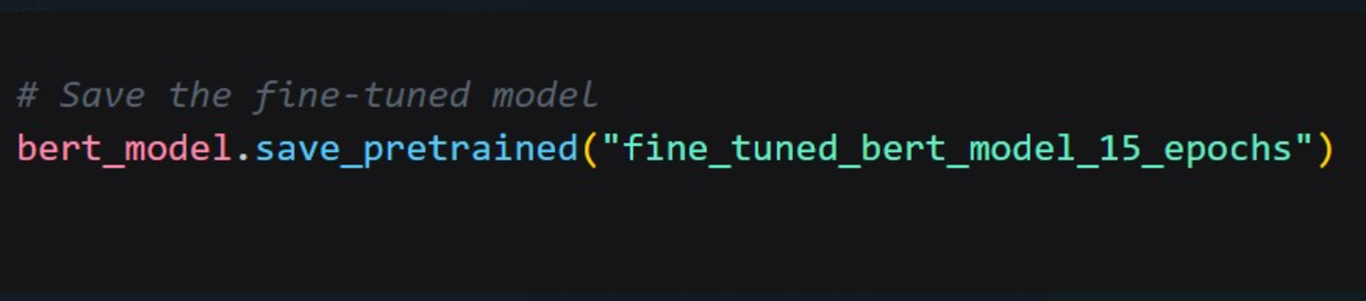 # Save the fine-tuned model
bert_model.save_pretrained("fine_tuned_bert_model_15_epochs")